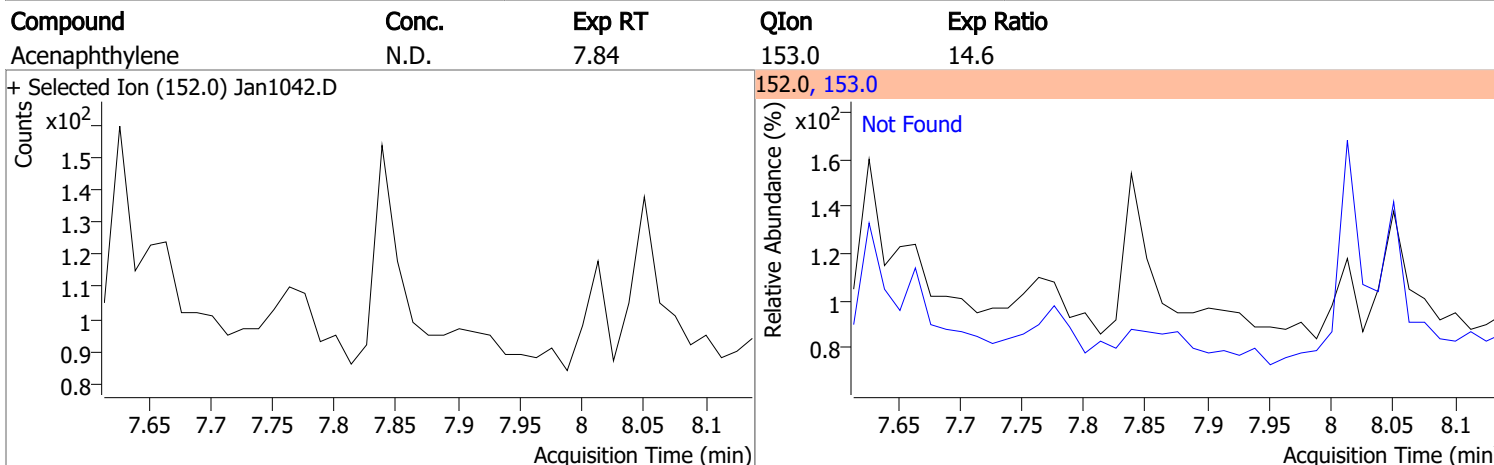 Compound Conc. Exp RT QIon Exp Ratio
Acenaphthylene N.D. 7.84 153.0 14.6
+ Selected Ion (152.0) Jan1042.D
Counts
x10²
1.5
1.4
1.3
1.2
1.1
1
0.9
0.8
7.65 7.7 7.75 7.8 7.85 7.9 7.95 8 8.05 8.1
Acquisition Time (min)
152.0, 153.0
Relative Abundance (%)
x10²
Not Found
1.6
1.4
1.2
1
0.8
7.65 7.7 7.75 7.8 7.85 7.9 7.95 8 8.05 8.1
Acquisition Time (min